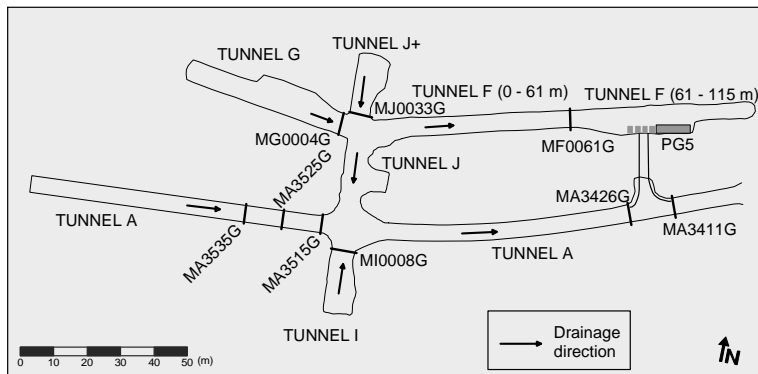 TUNNEL J+
TUNNEL G
TUNNEL F (0 - 61 m)
TUNNEL F (61 - 115 m)
MJ0033G
MG0004G
MF0061G
PG5
TUNNEL J
MA3525G
MA3426G
TUNNEL A
MA3535G
MA3515G
MI0008G
TUNNEL A
MA3411G
TUNNEL I
Drainage
direction
0 10 20 30 40 50 (m)
N